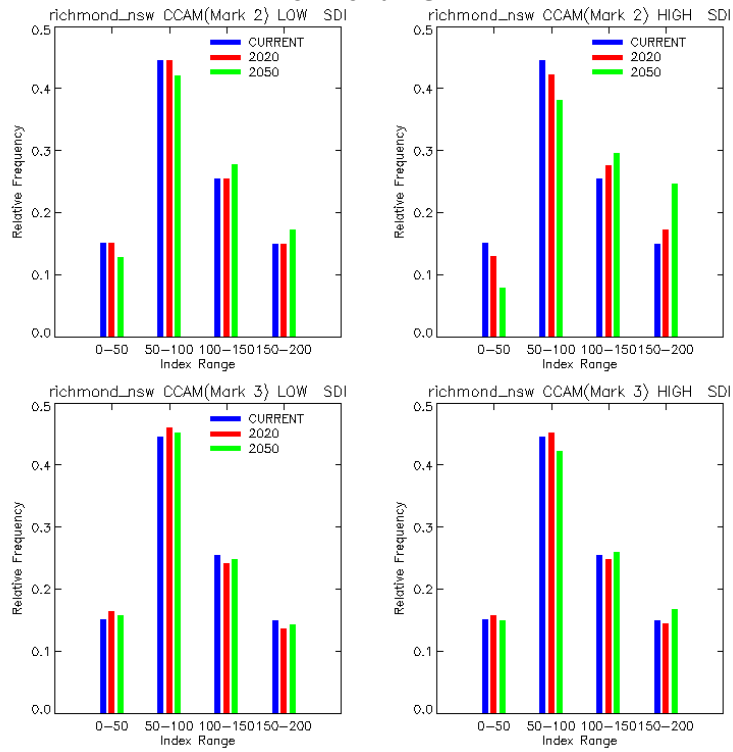 richmond_nsw CCAM(Mark 2) LOW SDI
0.5
0.4
0.3
0.2
0.1
0.0
Relative Frequency
CURRENT
2020
2050
0-50 50-100 100-150 150-200
Index Range
richmond_nsw CCAM(Mark 2) HIGH SDI
0.5
0.4
0.3
0.2
0.1
0.0
Relative Frequency
CURRENT
2020
2050
0-50 50-100 100-150 150-200
Index Range
richmond_nsw CCAM(Mark 3) LOW SDI
0.5
0.4
0.3
0.2
0.1
0.0
Relative Frequency
CURRENT
2020
2050
0-50 50-100 100-150 150-200
Index Range
richmond_nsw CCAM(Mark 3) HIGH SDI
0.5
0.4
0.3
0.2
0.1
0.0
Relative Frequency
0-50 50-100 100-150 150-200
Index Range